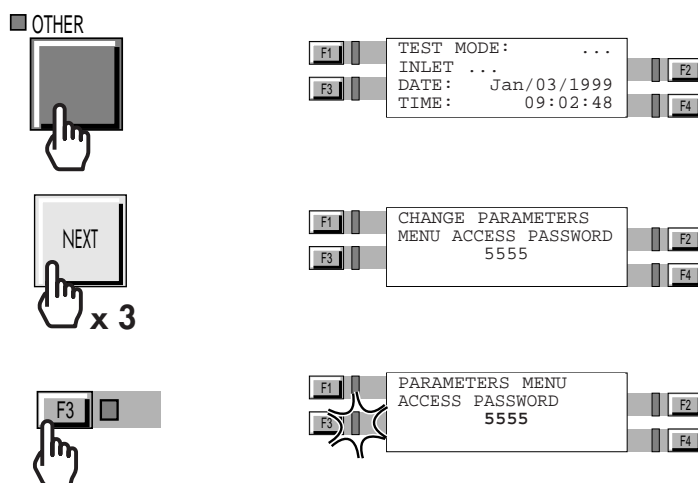 OTHER
F1
TEST MODE: ...
INLET ...
F2
F3
DATE: Jan/03/1999
TIME: 09:02:48
F4
NEXT
x 3
F1
CHANGE PARAMETERS
MENU ACCESS PASSWORD
F2
F3
5555
F4
F3
F1
PARAMETERS MENU
ACCESS PASSWORD
F2
F3
5555
F4